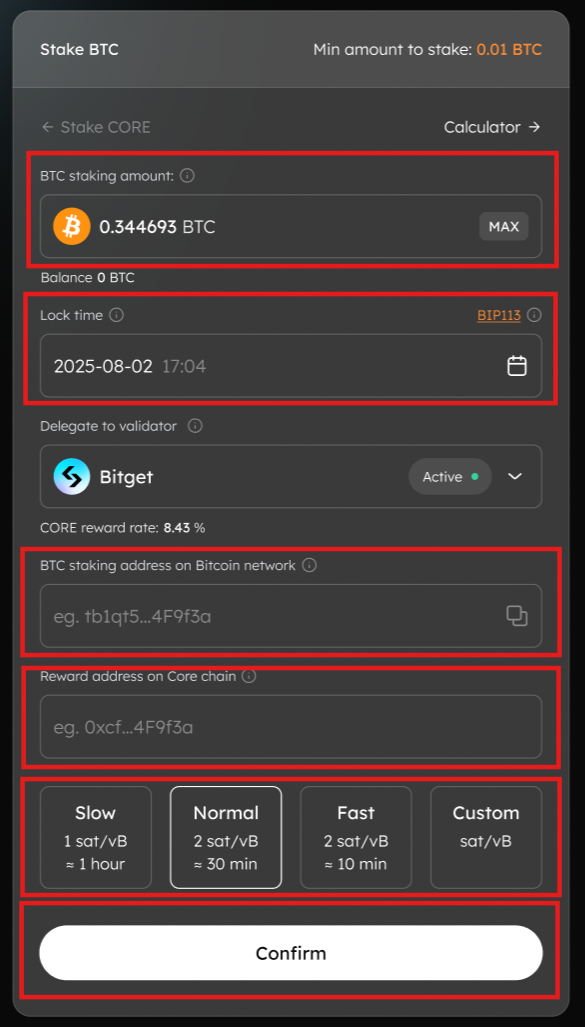 Stake BTC Min amount to stake: 0.01 BTC
← Stake CORE Calculator →
BTC staking amount:
0.344693 BTC MAX
Balance 0 BTC
Lock time BIP113
2025-08-02 17:04
Delegate to validator
Bitget Active
CORE reward rate: 8.43 %
BTC staking address on Bitcoin network
eg. tb1qt5...4F9f3a
Reward address on Core chain
eg. 0xcf...4F9f3a
Slow Normal Fast Custom
1 sat/vB 2 sat/vB 2 sat/vB sat/vB
≈ 1 hour ≈ 30 min ≈ 10 min
Confirm